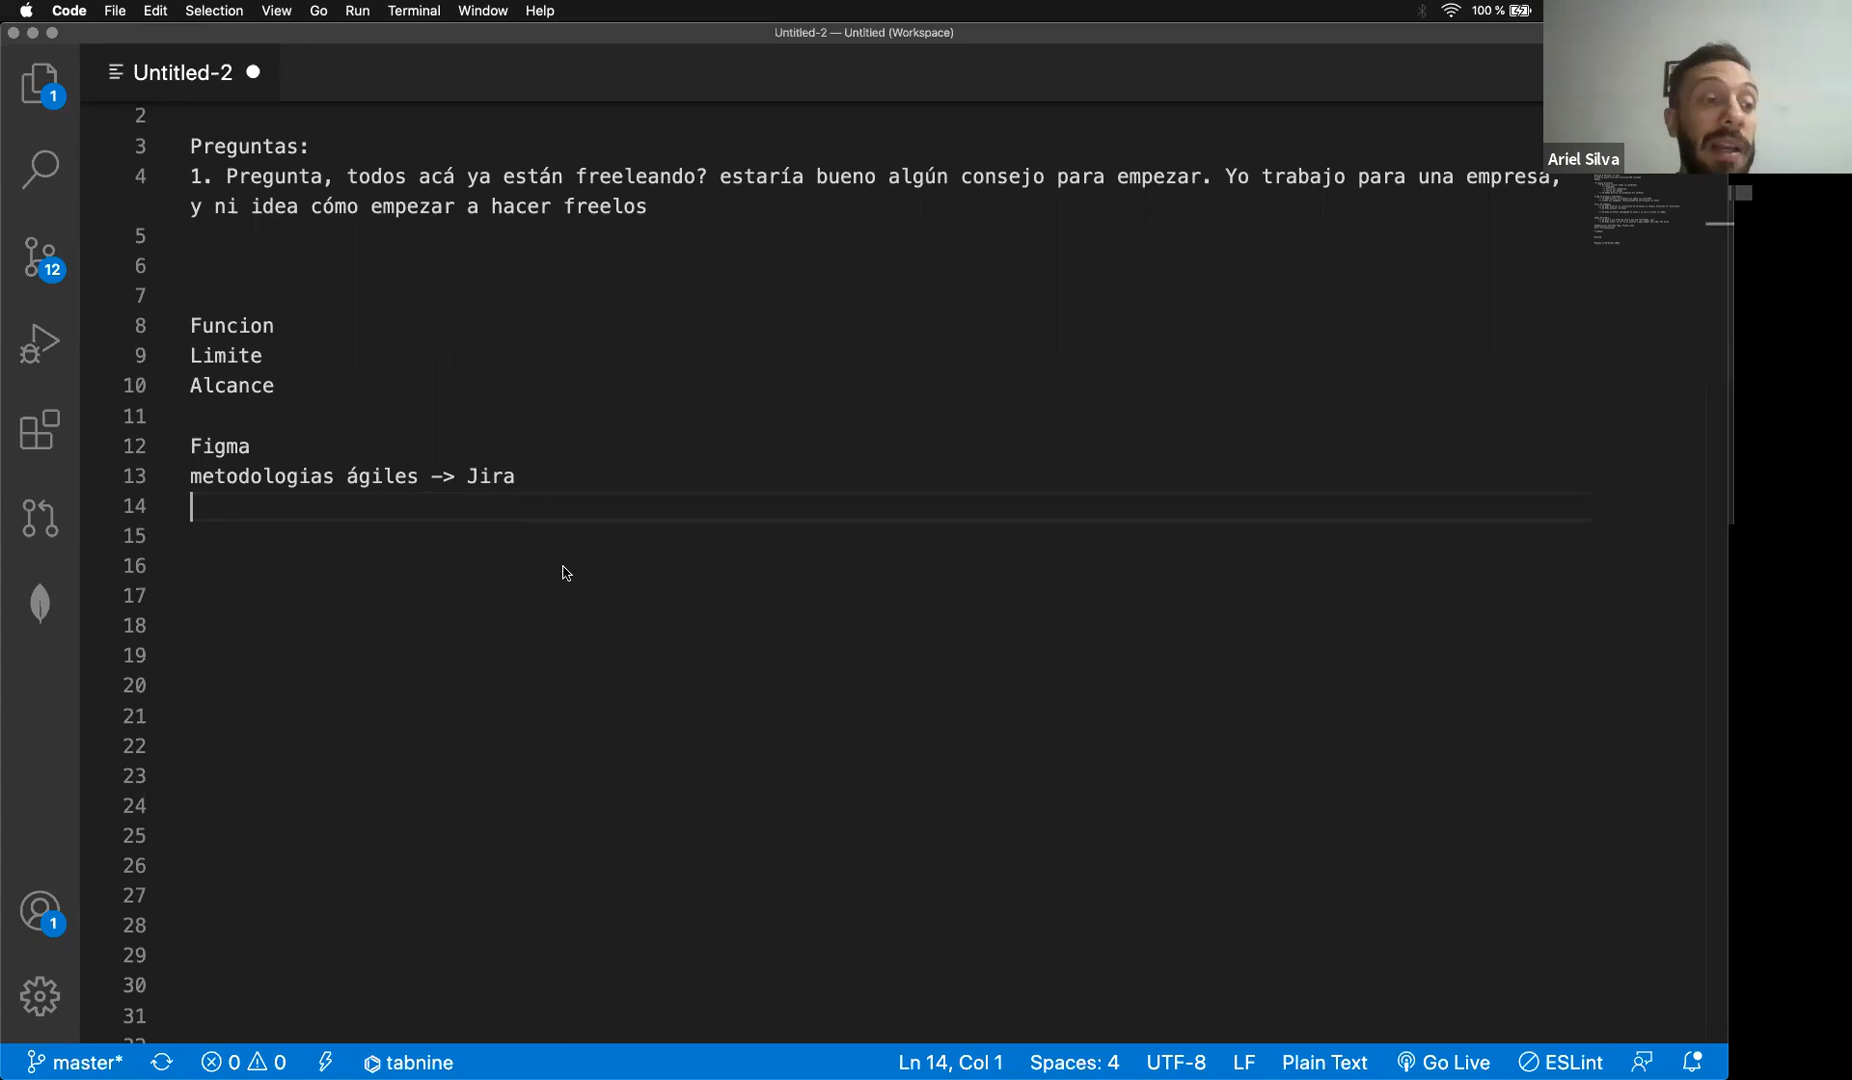 Code File Edit Selection View Go Run Terminal Window Help 100 %
Untitled-2 — Untitled (Workspace)
Untitled-2
1
12
1
Ariel Silva
2
3 Preguntas:
4 1. Pregunta, todos acá ya están freeleando? estaría bueno algún consejo para empezar. Yo trabajo para una empresa,
y ni idea cómo empezar a hacer freelos
5
6
7
8 Funcion
9 Limite
10 Alcance
11
12 Figma
13 metodologias ágiles -> Jira
14
15
16
17
18
19
20
21
22
23
24
25
26
27
28
29
30
31
master* 0 0 tabnine Ln 14, Col 1 Spaces: 4 UTF-8 LF Plain Text Go Live ESLint